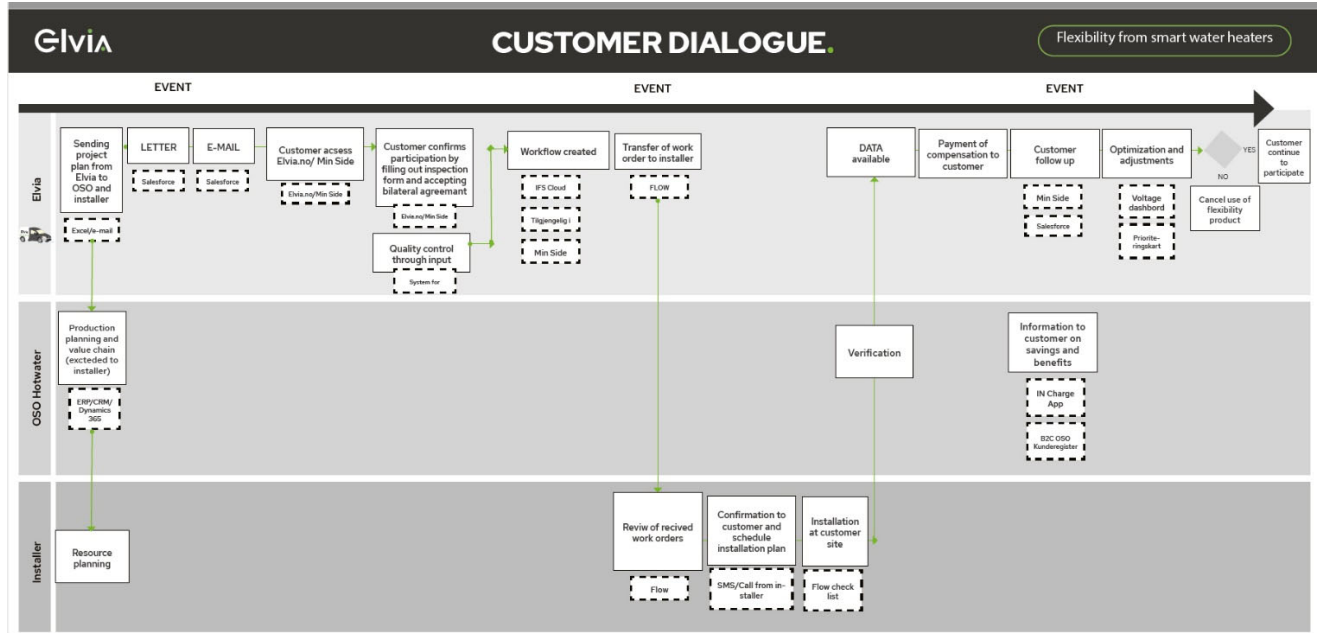 Elvia
CUSTOMER DIALOGUE.
Flexibility from smart water heaters
EVENT
EVENT
EVENT
Elvia
Sending
project
plan from
Elvia to
OSO and
installer
Excel/e-mail
LETTER
Salesforce
E-MAIL
Salesforce
Customer asess
Elvia.no/ Min Side
Elvia.no/Min Side
Customer confirms
participation by
filling out inspection
form and accepting
bilateral agreemant
Elvie.no/Min Side
Quality control
through input
System for
Workflow created
IFS Cloud
Tilgjengelig i
Min Side
Transfer of work
order to installer
FLOW
DATA
available
Payment of
compensation to
customer
Customer
follow up
Min Side
Salesforce
Optimization and
adjustments
Voltage
dashbord
Priorite-
ringskart
YES
NO
Customer
continue
to
participate
Cancel use of
flexibility
product
OSO Hotwater
Production
planning and
value chain
(excteded to
installer)
ERP/CRM/
Dynamics
365
Verification
Information to
customer on
savings and
benefits
IN Charge
App
B2C OSO
Kunderegister
Installer
Resource
planning
Reviw of recived
work orders
Flow
Confirmation to
customer and
schedule
installation plan
SMS/Call from in-
staller
Installation
at customer
site
Flow check
list